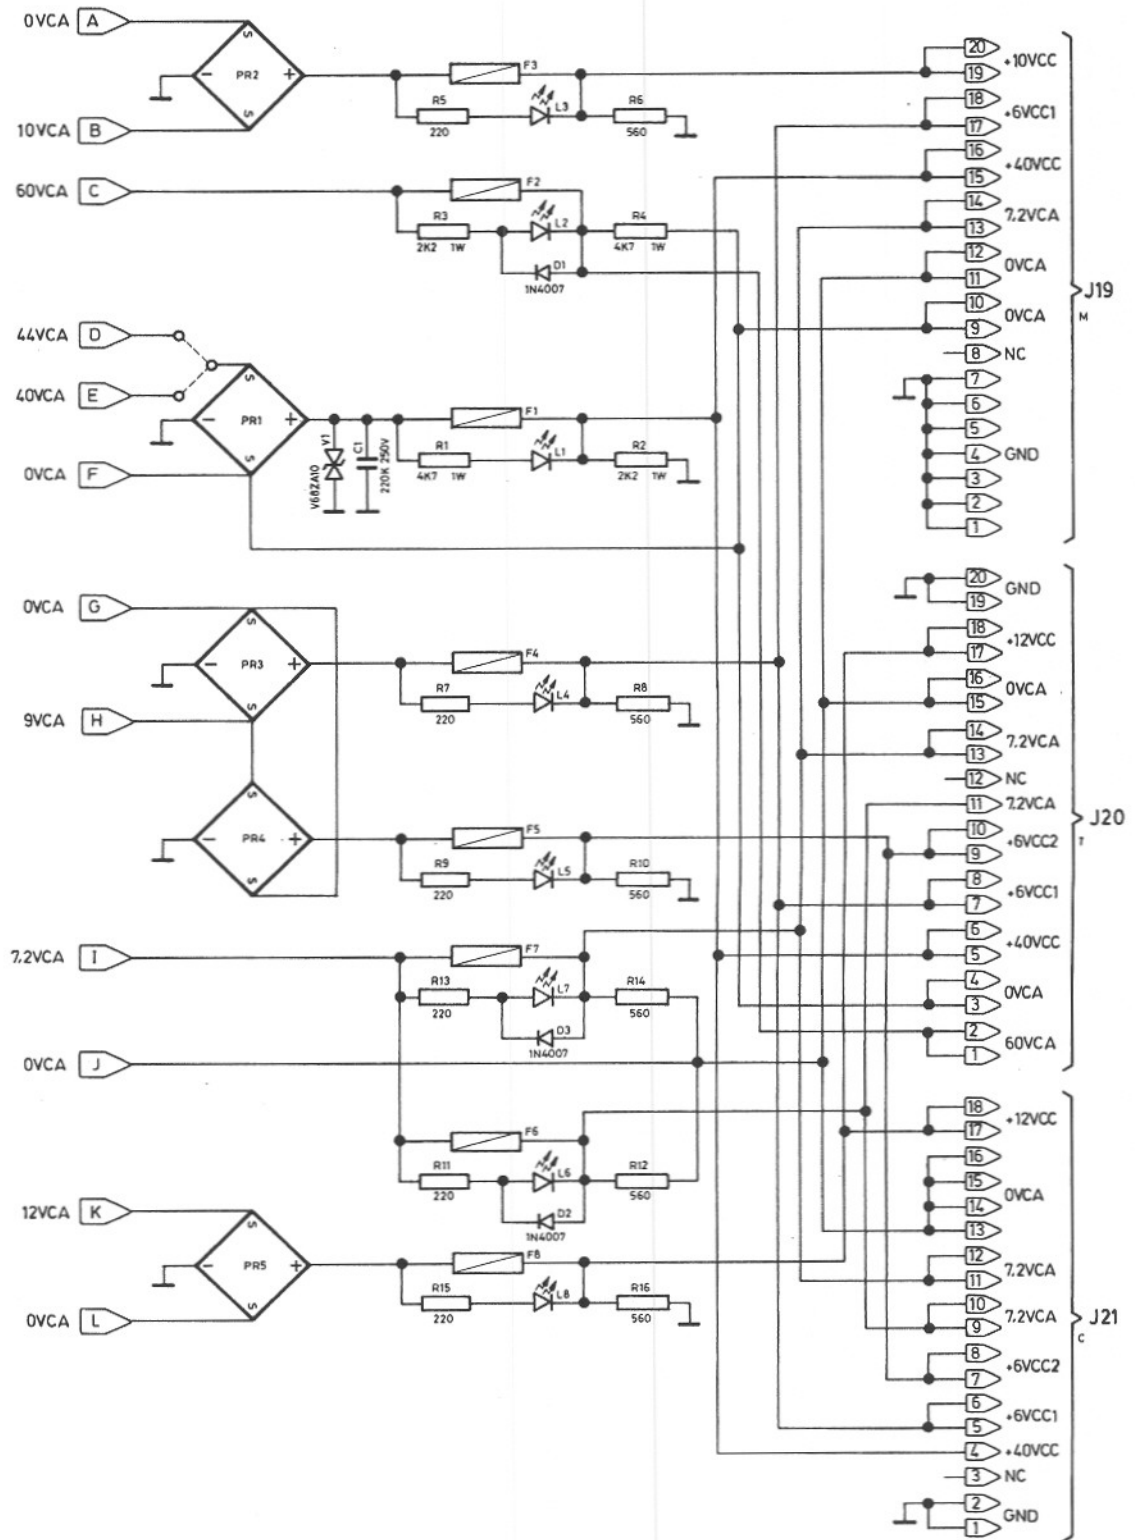 0VCA A
PR2
- +
S
S
10VCA B
F3
R5
220
L3
R6
560
60VCA C
F2
R3
2K2 1W
L2
R4
4K7 1W
D1
1N4007
44VCA D
40VCA E
0VCA F
PR1
- +
S
S
V1
V68ZA10
C1
220K 250V
F1
R1
4K7 1W
L1
R2
2K2 1W
0VCA G
PR3
- +
S
S
9VCA H
F4
R7
220
L4
R8
560
PR4
- +
S
S
F5
R9
220
L5
R10
560
7,2VCA I
F7
R13
220
L7
R14
560
D3
1N4007
0VCA J
F6
R11
220
L6
R12
560
D2
1N4007
12VCA K
PR5
- +
S
S
0VCA L
F8
R15
220
L8
R16
560
20
+10VCC
19
18
+6VCC1
17
16
+40VCC
15
14
7,2VCA
13
12
0VCA
11
10
0VCA
9
8 NC
7
6
5
4 GND
3
2
1
J19
M
20
GND
19
18
+12VCC
17
16
0VCA
15
14
7,2VCA
13
12 NC
11 7,2VCA
10
+6VCC2
9
8
+6VCC1
7
6
+40VCC
5
4
0VCA
3
2
60VCA
1
J20
T
18
+12VCC
17
16
15
0VCA
14
13
12
7,2VCA
11
10
7,2VCA
9
8
+6VCC2
7
6
+6VCC1
5
4 +40VCC
3 NC
2
GND
1
J21
C